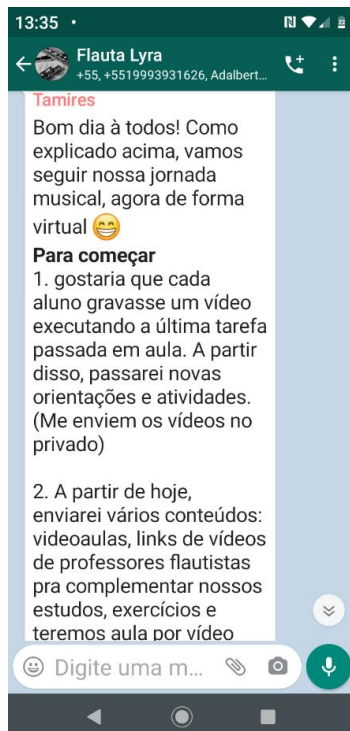 13:35
Flauta Lyra
+55, +5519993931626, Adalbert...
Tamires
Bom dia à todos! Como
explicado acima, vamos
seguir nossa jornada
musical, agora de forma
virtual 😁
Para começar
1. gostaria que cada
aluno gravasse um vídeo
executando a última tarefa
passada em aula. A partir
disso, passarei novas
orientações e atividades.
(Me enviem os vídeos no
privado)
2. A partir de hoje,
enviarei vários conteúdos:
videoaulas, links de vídeos
de professores flautistas
pra complementar nossos
estudos, exercícios e
teremos aula por vídeo
Digite uma m...